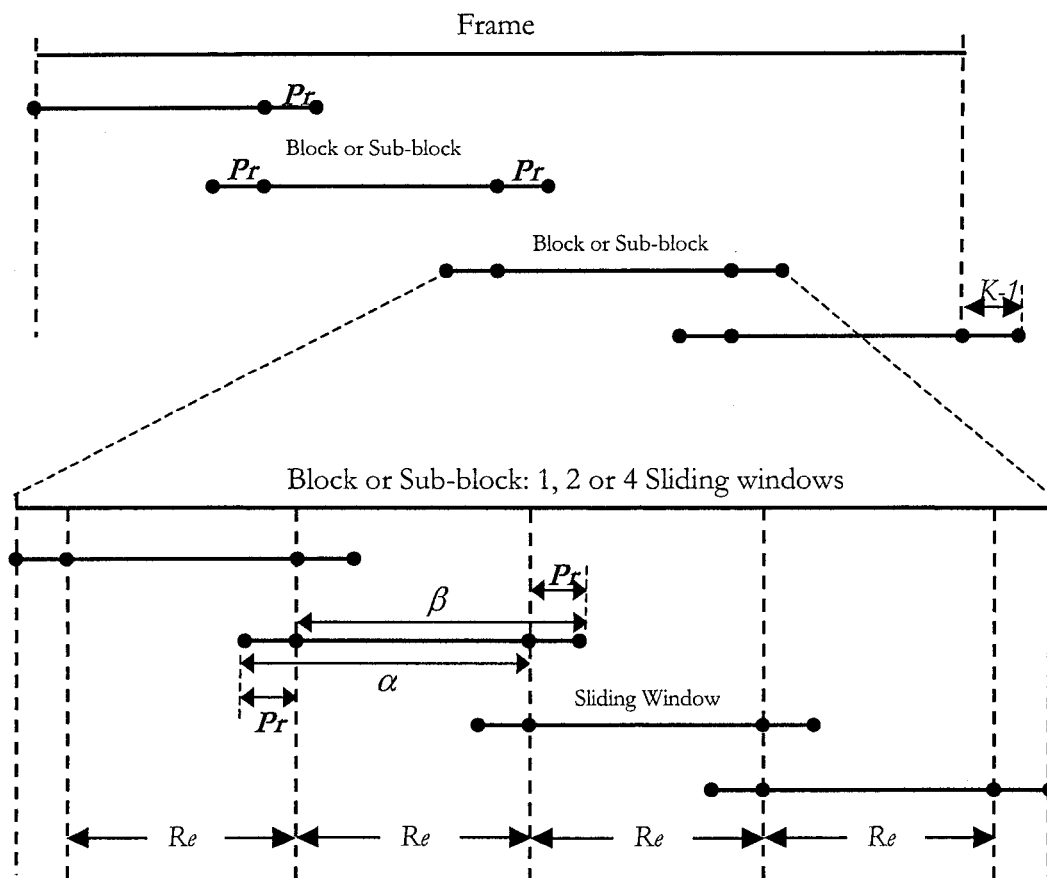 Frame
Pr
Block or Sub-block
Pr
Pr
Block or Sub-block
K-1
Block or Sub-block: 1, 2 or 4 Sliding windows
Pr
β
α
Pr
Sliding Window
Re
Re
Re
Re